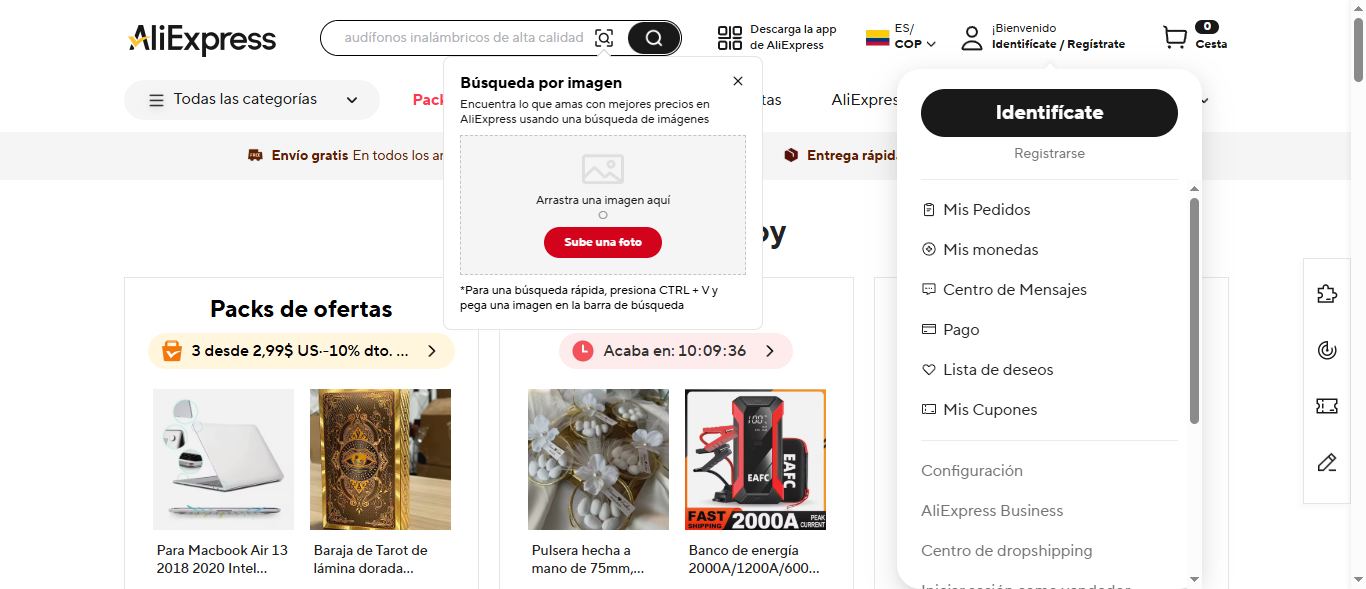 AliExpress
audífonos inalámbricos de alta calidad
Descarga la app
de AliExpress
ES/
COP
¡Bienvenido
Identifícate / Regístrate
0
Cesta
Todas las categorías
Búsqueda por imagen
Encuentra lo que amas con mejores precios en
AliExpress usando una búsqueda de imágenes
Arrastra una imagen aquí
O
Sube una foto
*Para una búsqueda rápida, presiona CTRL + V y
pega una imagen en la barra de búsqueda
Identifícate
Registrarse
Mis Pedidos
Mis monedas
Centro de Mensajes
Pago
Lista de deseos
Mis Cupones
Configuración
AliExpress Business
Centro de dropshipping
Envío gratis En todos los ar
Entrega rápida
Packs de ofertas
3 desde 2,99$ US·-10% dto. ...
Acaba en: 10:09:36
EAFC
EAFC
FAST
SHIPPING
2000A
PEAK
CURRENT
Para Macbook Air 13
2018 2020 Intel...
Baraja de Tarot de
lámina dorada...
Pulsera hecha a
mano de 75mm,...
Banco de energía
2000A/1200A/600...